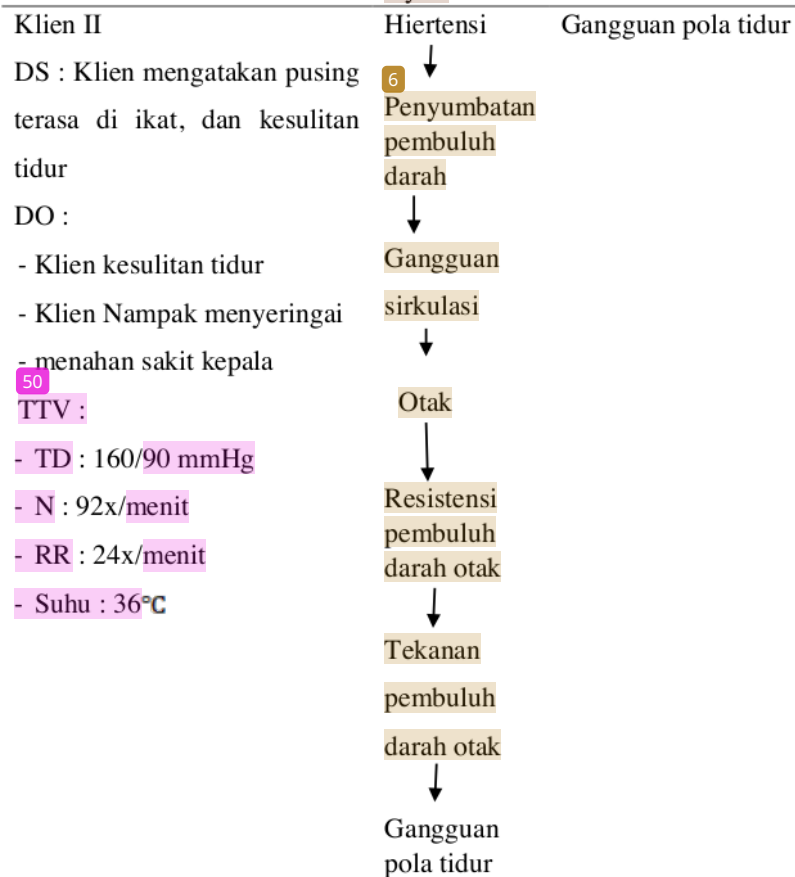 Klien II
DS : Klien mengatakan pusing
terasa di ikat, dan kesulitan
tidur
DO :
- Klien kesulitan tidur
- Klien Nampak menyeringai
- menahan sakit kepala
50
TTV :
- TD : 160/90 mmHg
- N : 92x/menit
- RR : 24x/menit
- Suhu : 36°C
Hiertensi
6
Penyumbatan
pembuluh
darah
Gangguan
sirkulasi
Otak
Resistensi
pembuluh
darah otak
Tekanan
pembuluh
darah otak
Gangguan
pola tidur
Gangguan pola tidur